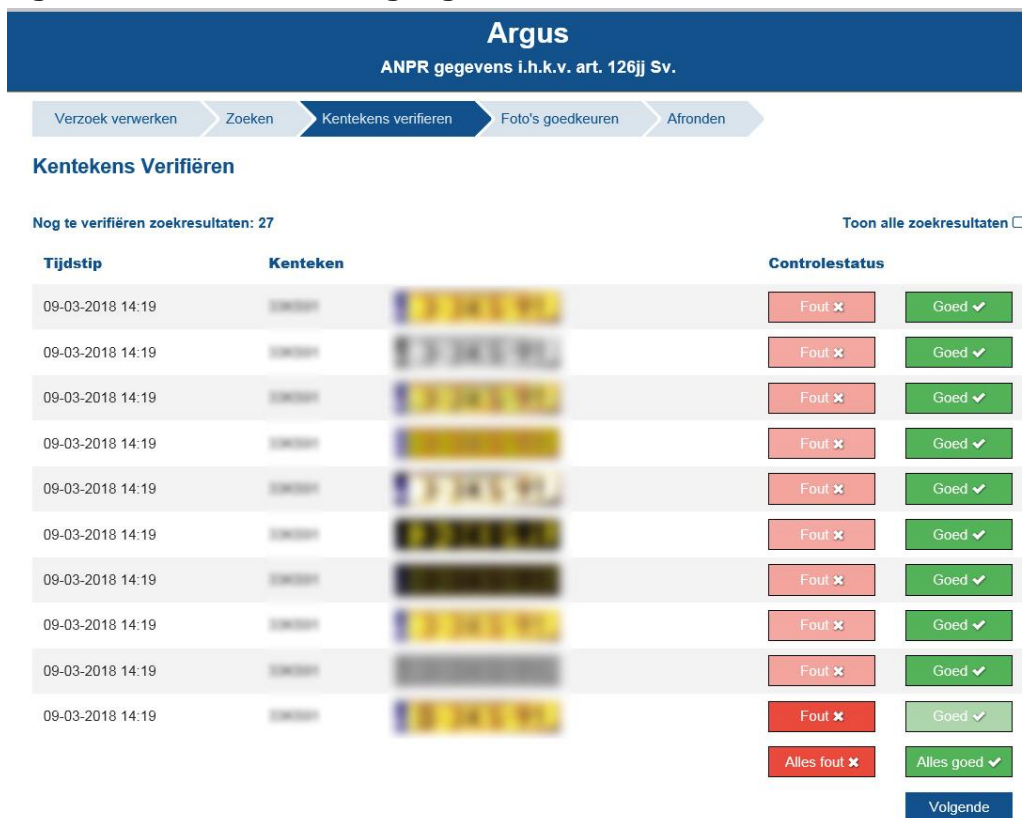 Argus
ANPR gegevens i.h.k.v. art. 126jj Sv.
Verzoek verwerken Zoeken Kentekens verifieren Foto's goedkeuren Afronden
Kentekens Verifiëren
Nog te verifiëren zoekresultaten: 27 Toon alle zoekresultaten
Tijdstip Kenteken Controlestatus
09-03-2018 14:19 Fout Goed
09-03-2018 14:19 Fout Goed
09-03-2018 14:19 Fout Goed
09-03-2018 14:19 Fout Goed
09-03-2018 14:19 Fout Goed
09-03-2018 14:19 Fout Goed
09-03-2018 14:19 Fout Goed
09-03-2018 14:19 Fout Goed
09-03-2018 14:19 Fout Goed
09-03-2018 14:19 Fout Goed
Alles fout Alles goed
Volgende